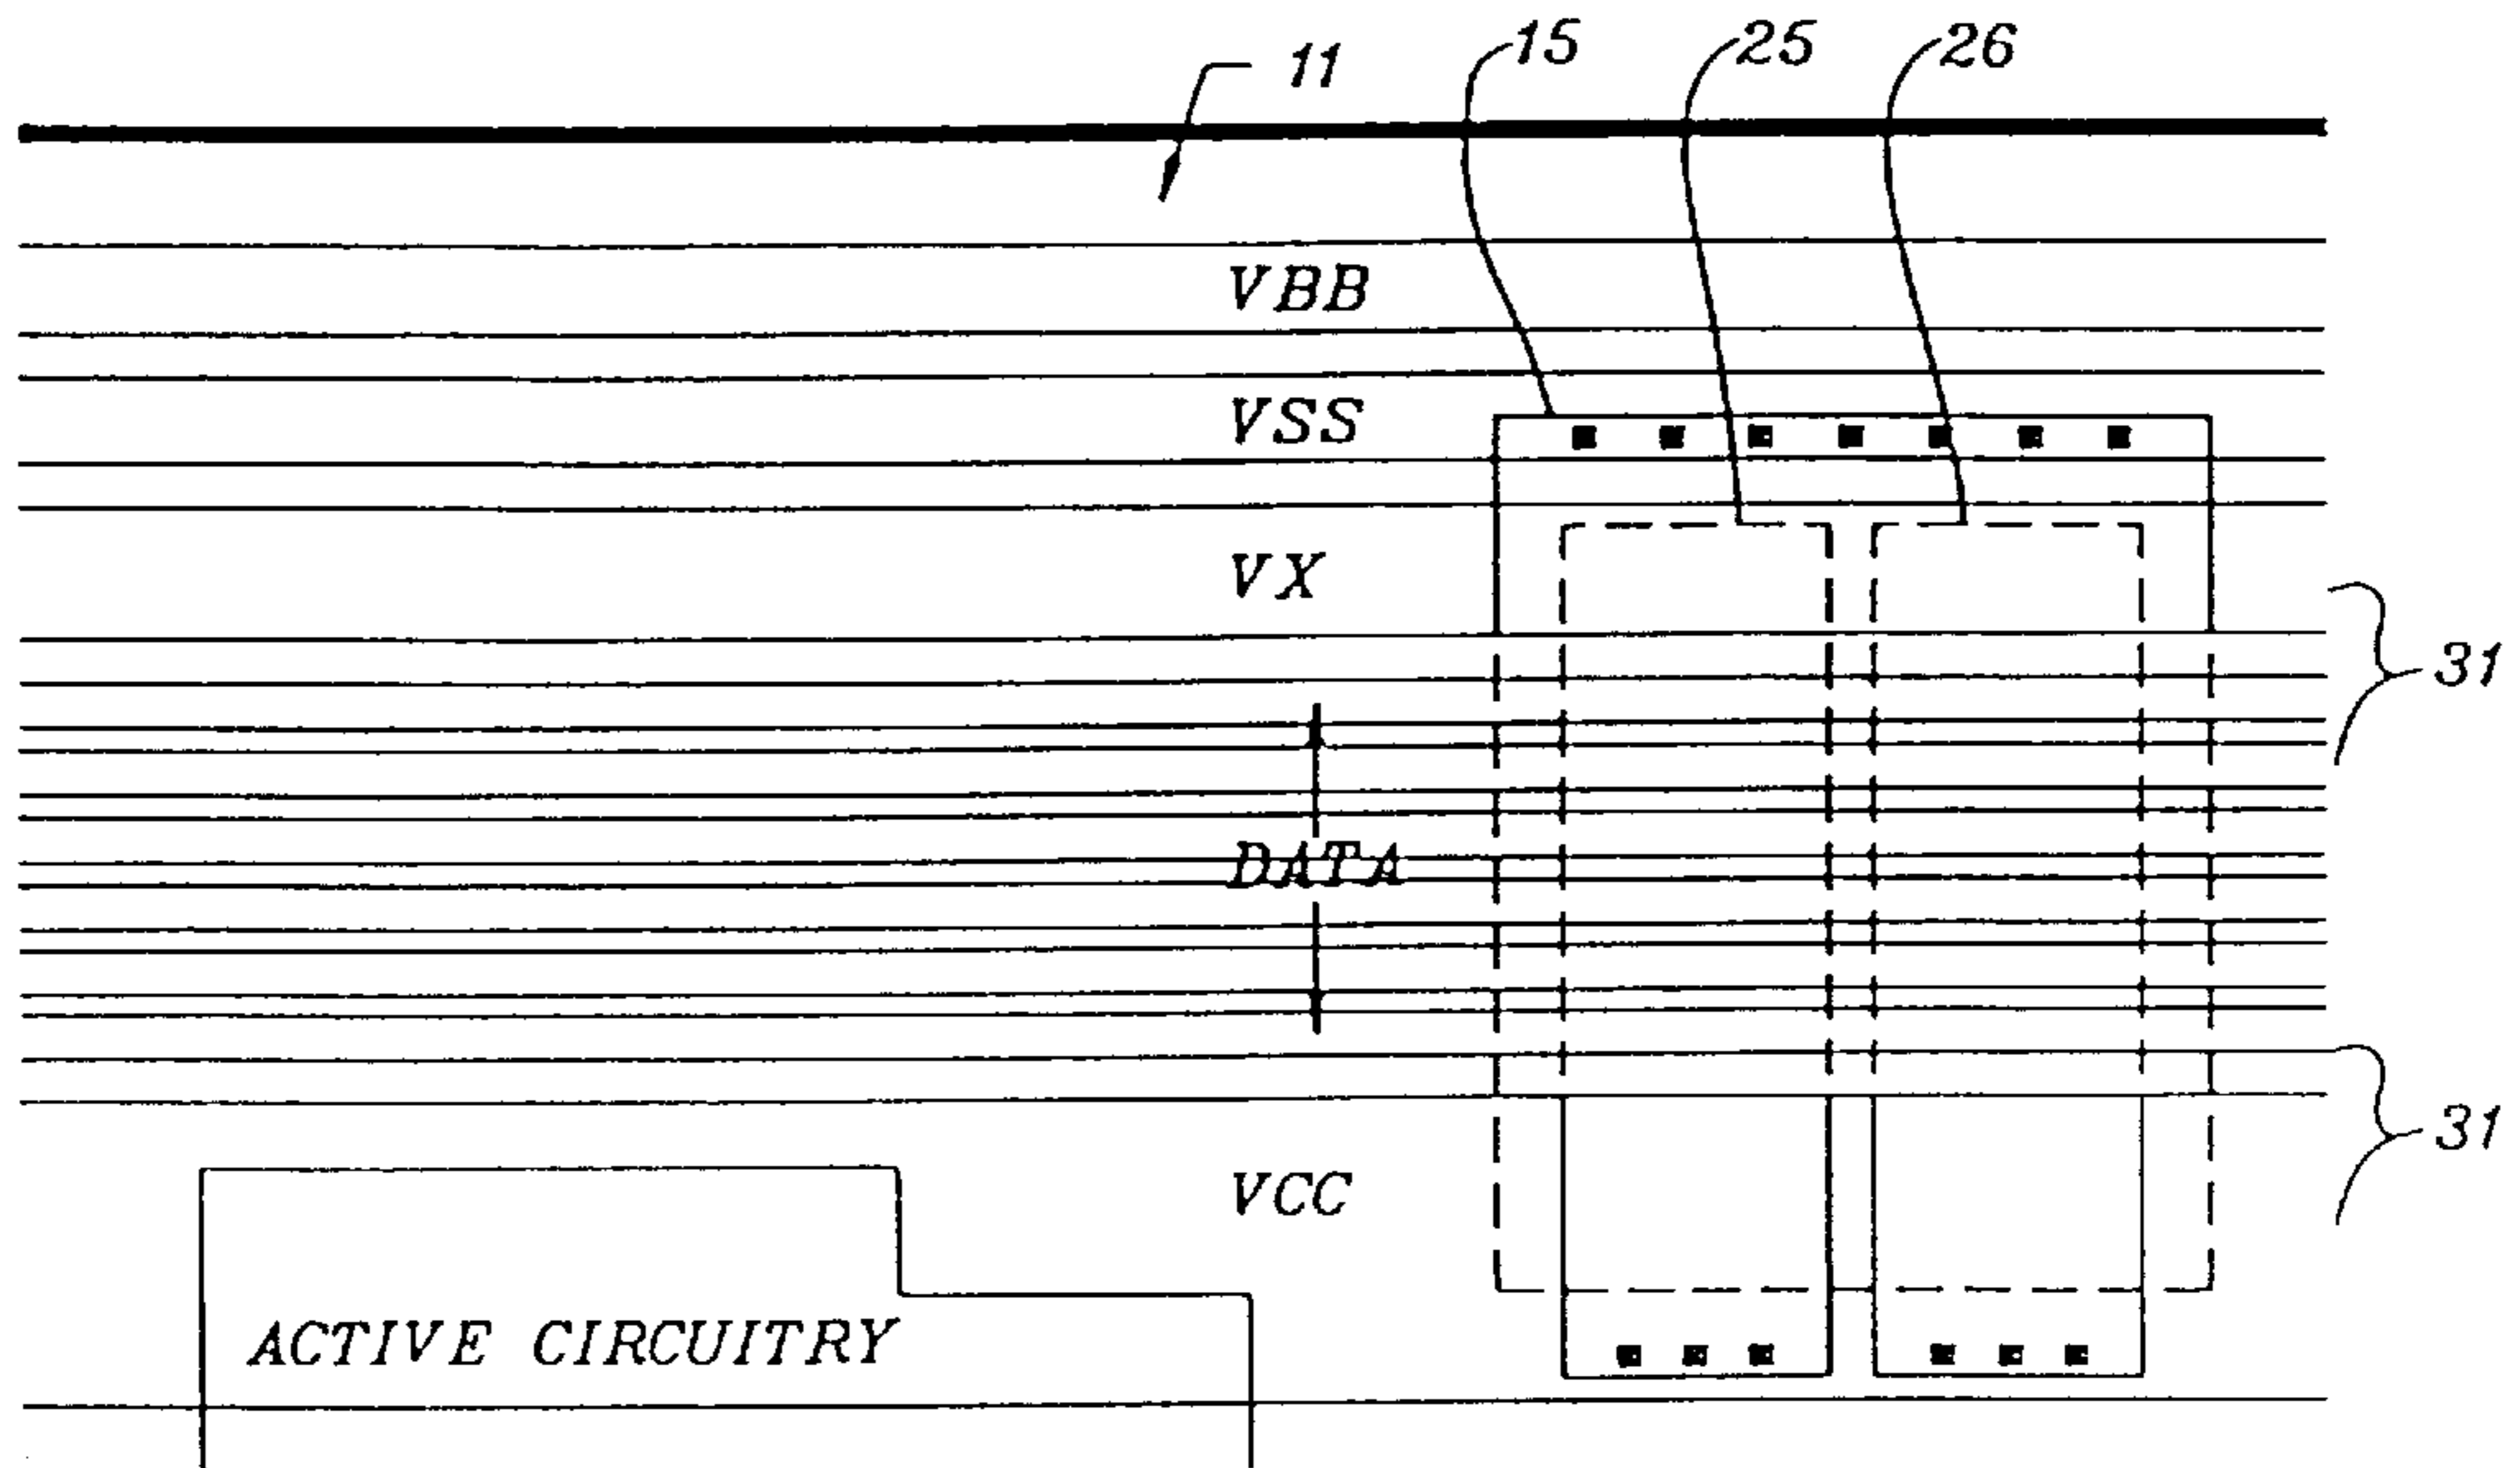 11
15
25
26
VBB
VSS
VX
31
DATA
31
VCC
ACTIVE CIRCUITRY